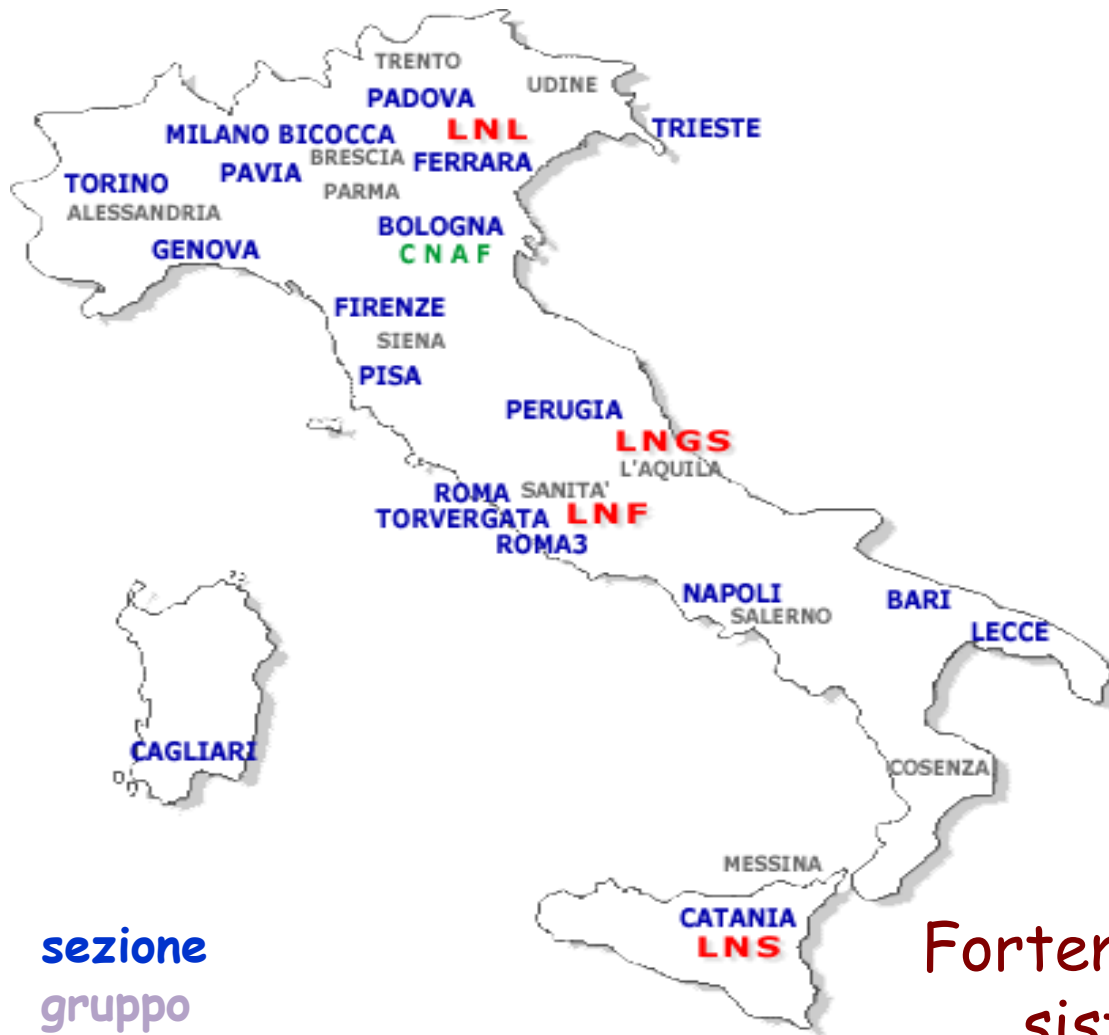 TRENTO
UDINE
PADOVA
LNL
TRIESTE
MILANO BICOCCA
BRESCIA
FERRARA
PAVIA
TORINO
PARMA
ALESSANDRIA
BOLOGNA
GENOVA
CNAF
FIRENZE
SIENA
PISA
PERUGIA
LNGS
L'AQUILA
ROMA
SANITA'
TORVERGATA
LNF
ROMA3
NAPOLI
SALERNO
BARI
LECCE
CAGLIARI
COSENZA
MESSINA
CATANIA
LNS
sezione
gruppo